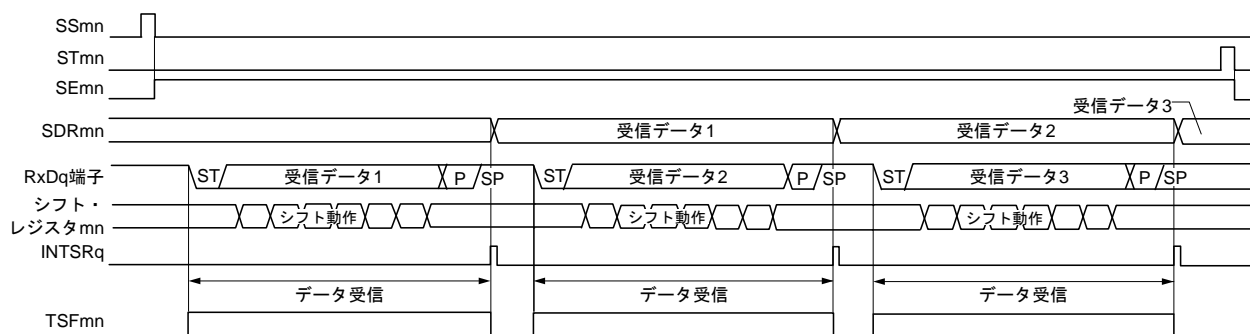 SSmn
STmn
SEmn
受信データ3
SDRmn 受信データ1 受信データ2
RxDq端子 ST 受信データ1 P SP ST 受信データ2 P SP ST 受信データ3 P SP
シフト・
レジスタmn シフト動作 シフト動作 シフト動作
INTSRq
データ受信 データ受信 データ受信
TSFmn